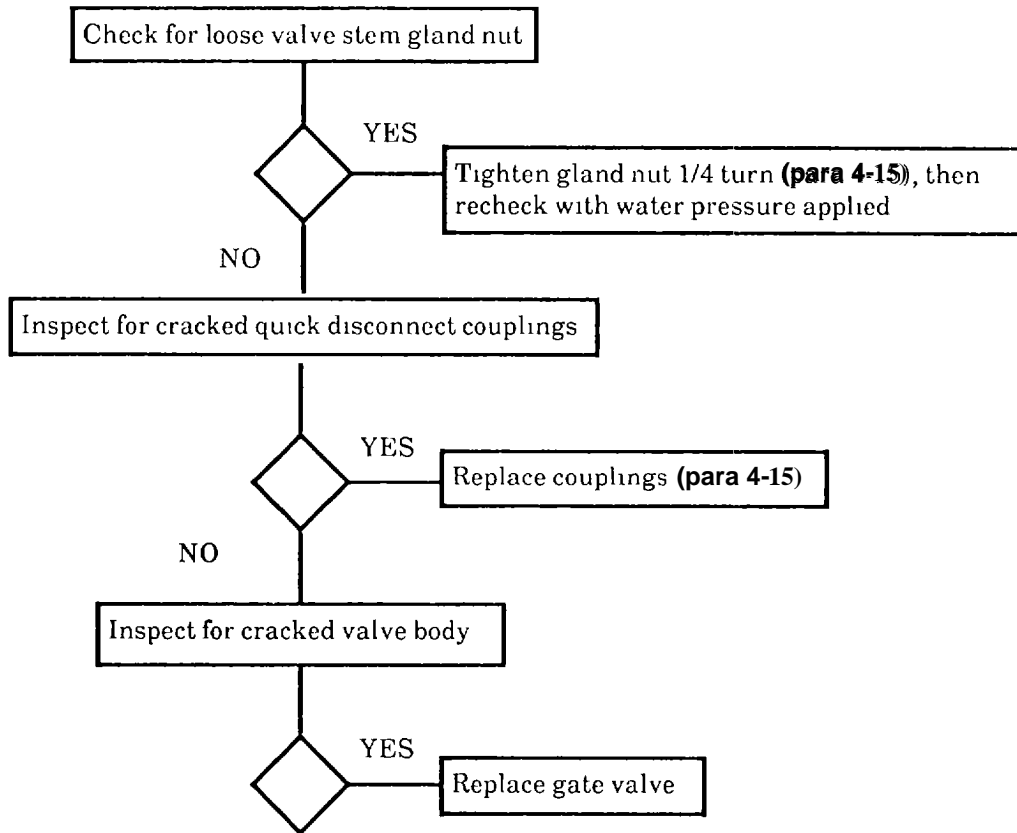 Check for loose valve stem gland nut
YES
Tighten gland nut 1/4 turn (para 4-15), then
recheck with water pressure applied
NO
Inspect for cracked quick disconnect couplings
YES
Replace couplings (para 4-15)
NO
Inspect for cracked valve body
YES
Replace gate valve